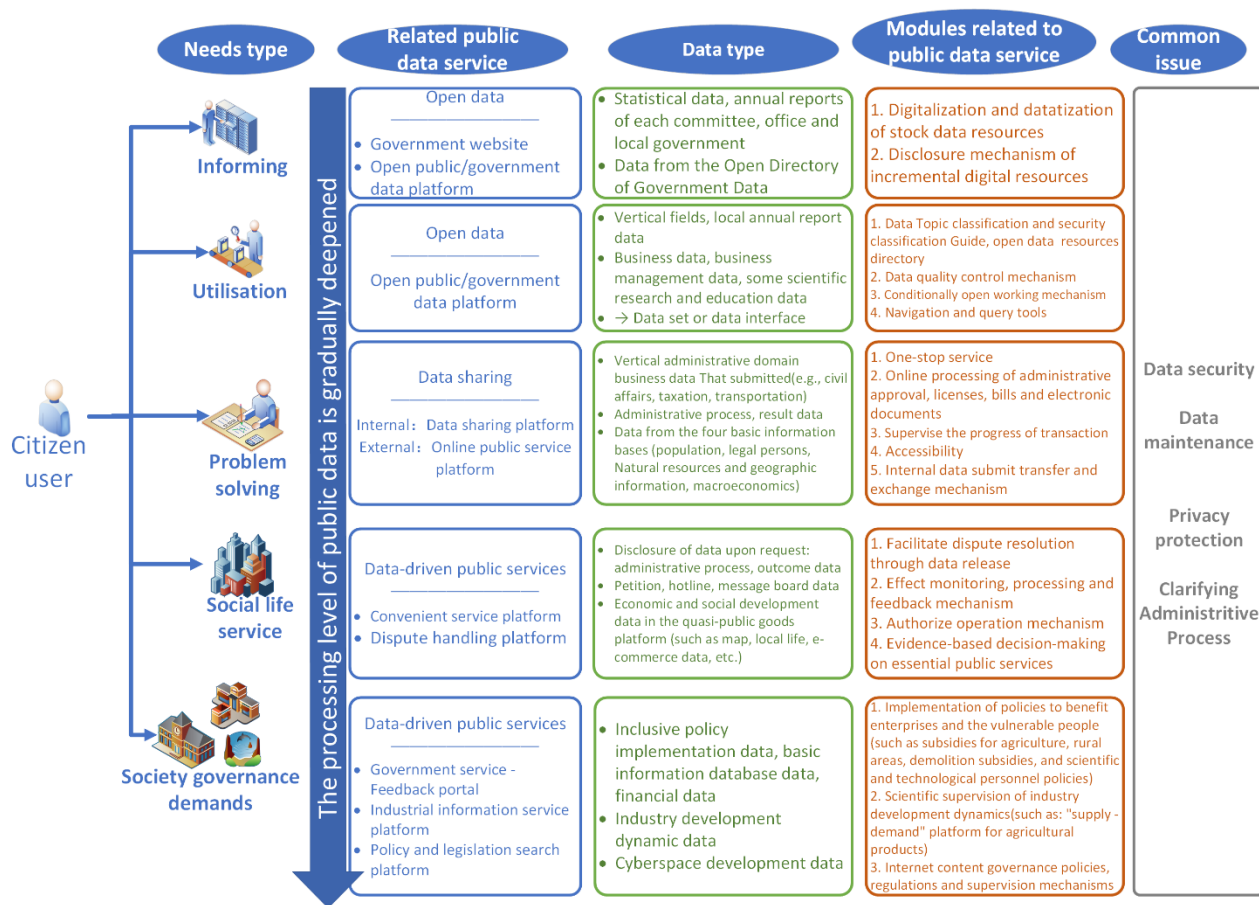 Needs type
Related public
data service
Data type
Modules related to
public data service
Common
issue
Citizen
user
The processing level of public data is gradually deepened
Informing
Open data
• Government website
• Open public/government
data platform
• Statistical data, annual reports
of each committee, office and
local government
• Data from the Open Directory
of Government Data
1. Digitalization and datatization
of stock data resources
2. Disclosure mechanism of
incremental digital resources
Utilisation
Open data
Open public/government
data platform
• Vertical fields, local annual report
data
• Business data, business
management data, some scientific
research and education data
• → Data set or data interface
1. Data Topic classification and security
classification Guide, open data resources
directory
2. Data quality control mechanism
3. Conditionally open working mechanism
4. Navigation and query tools
Problem
solving
Data sharing
Internal：Data sharing platform
External：Online public service
platform
• Vertical administrative domain
business data That submitted(e.g., civil
affairs, taxation, transportation)
• Administrative process, result data
• Data from the four basic information
bases (population, legal persons,
Natural resources and geographic
information, macroeconomics)
1. One-stop service
2. Online processing of administrative
approval, licenses, bills and electronic
documents
3. Supervise the progress of transaction
4. Accessibility
5. Internal data submit transfer and
exchange mechanism
Social life
service
Data-driven public services
• Convenient service platform
• Dispute handling platform
• Disclosure of data upon request:
administrative process, outcome data
• Petition, hotline, message board data
• Economic and social development
data in the quasi-public goods
platform (such as map, local life, e-
commerce data, etc.)
1. Facilitate dispute resolution
through data release
2. Effect monitoring, processing and
feedback mechanism
3. Authorize operation mechanism
4. Evidence-based decision-making
on essential public services
Society governance
demands
Data-driven public services
• Government service -
Feedback portal
• Industrial information service
platform
• Policy and legislation search
platform
• Inclusive policy
implementation data, basic
information database data,
financial data
• Industry development
dynamic data
• Cyberspace development data
1. Implementation of policies to benefit
enterprises and the vulnerable people
(such as subsidies for agriculture, rural
areas, demolition subsidies, and scientific
and technological personnel policies)
2. Scientific supervision of industry
development dynamics(such as: "supply -
demand" platform for agricultural
products)
3. Internet content governance policies,
regulations and supervision mechanisms
Data security
Data
maintenance
Privacy
protection
Clarifying
Administritive
Process